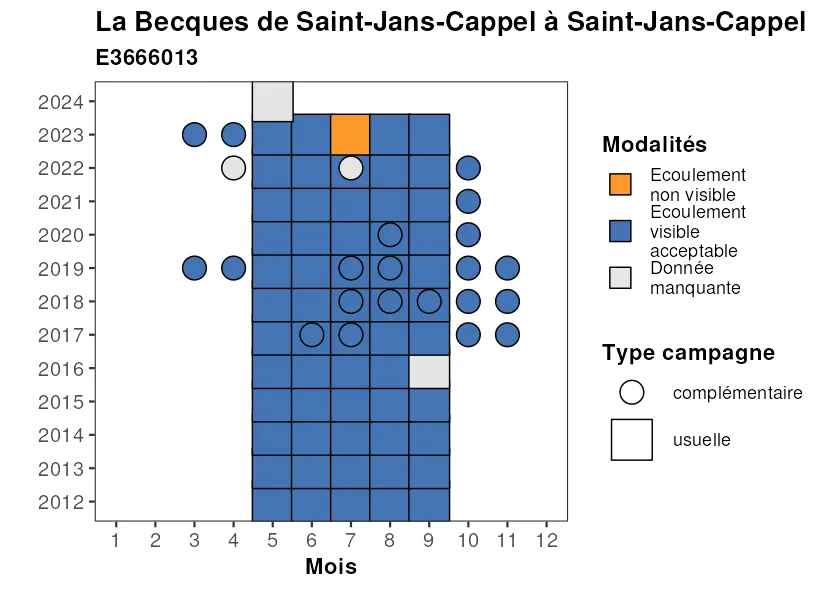 La Becques de Saint-Jans-Cappel à Saint-Jans-Cappel
E3666013
2024
2023
2022
2021
2020
2019
2018
2017
2016
2015
2014
2013
2012
1 2 3 4 5 6 7 8 9 10 11 12
Mois
Modalités
Ecoulement
non visible
Ecoulement
visible
acceptable
Donnée
manquante
Type campagne
complémentaire
usuelle